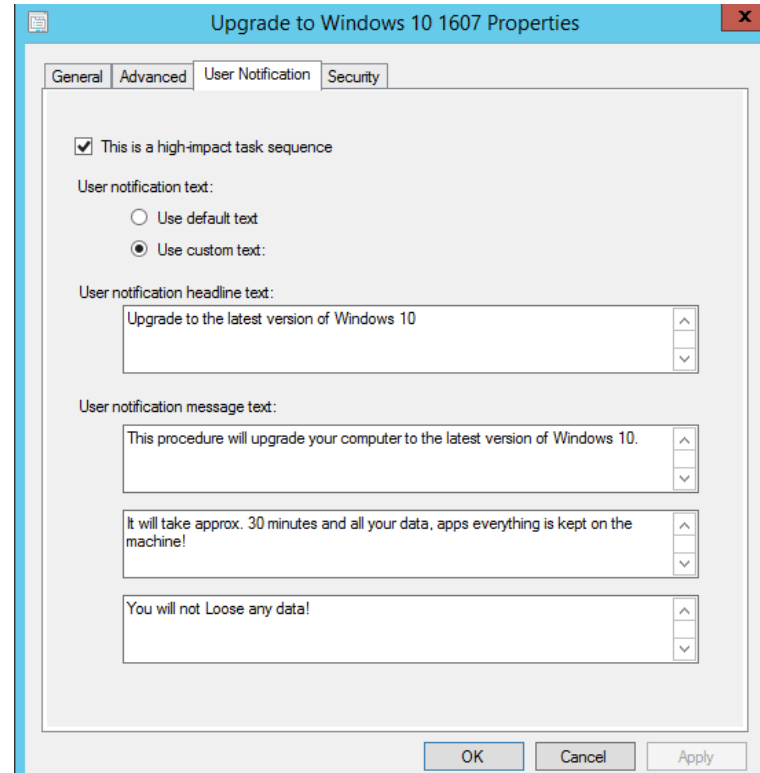 Upgrade to Windows 10 1607 Properties
x
General Advanced User Notification Security
This is a high-impact task sequence
User notification text:
Use default text
Use custom text:
User notification headline text:
Upgrade to the latest version of Windows 10
User notification message text:
This procedure will upgrade your computer to the latest version of Windows 10.
It will take approx. 30 minutes and all your data, apps everything is kept on the
machine!
You will not Loose any data!
OK Cancel Apply